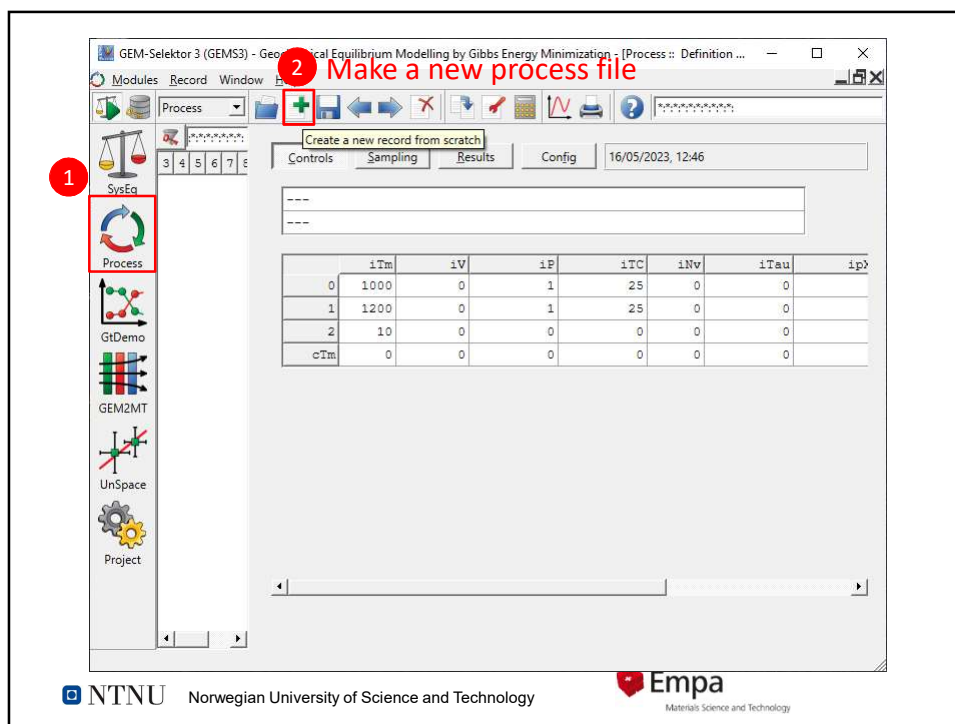 GEM-Selektor 3 (GEMS3) - Geochemical Equilibrium Modelling by Gibbs Energy Minimization - [Process :: Definition ...
2 Make a new process file
Modules Record Window
Process
*:*:*:*:*:*:*:*:*:*:
Create a new record from scratch
3 4 5 6 7 8
Controls Sampling Results Config 16/05/2023, 12:46
1
SysEq
Process
GtDemo
GEM2MT
UnSpace
Project
---
---
iTm iV iP iTC iNv iTau
0 1000 0 1 25 0 0
1 1200 0 1 25 0 0
2 10 0 0 0 0 0
cTm 0 0 0 0 0 0
NTNU Norwegian University of Science and Technology
Empa
Materials Science and Technology